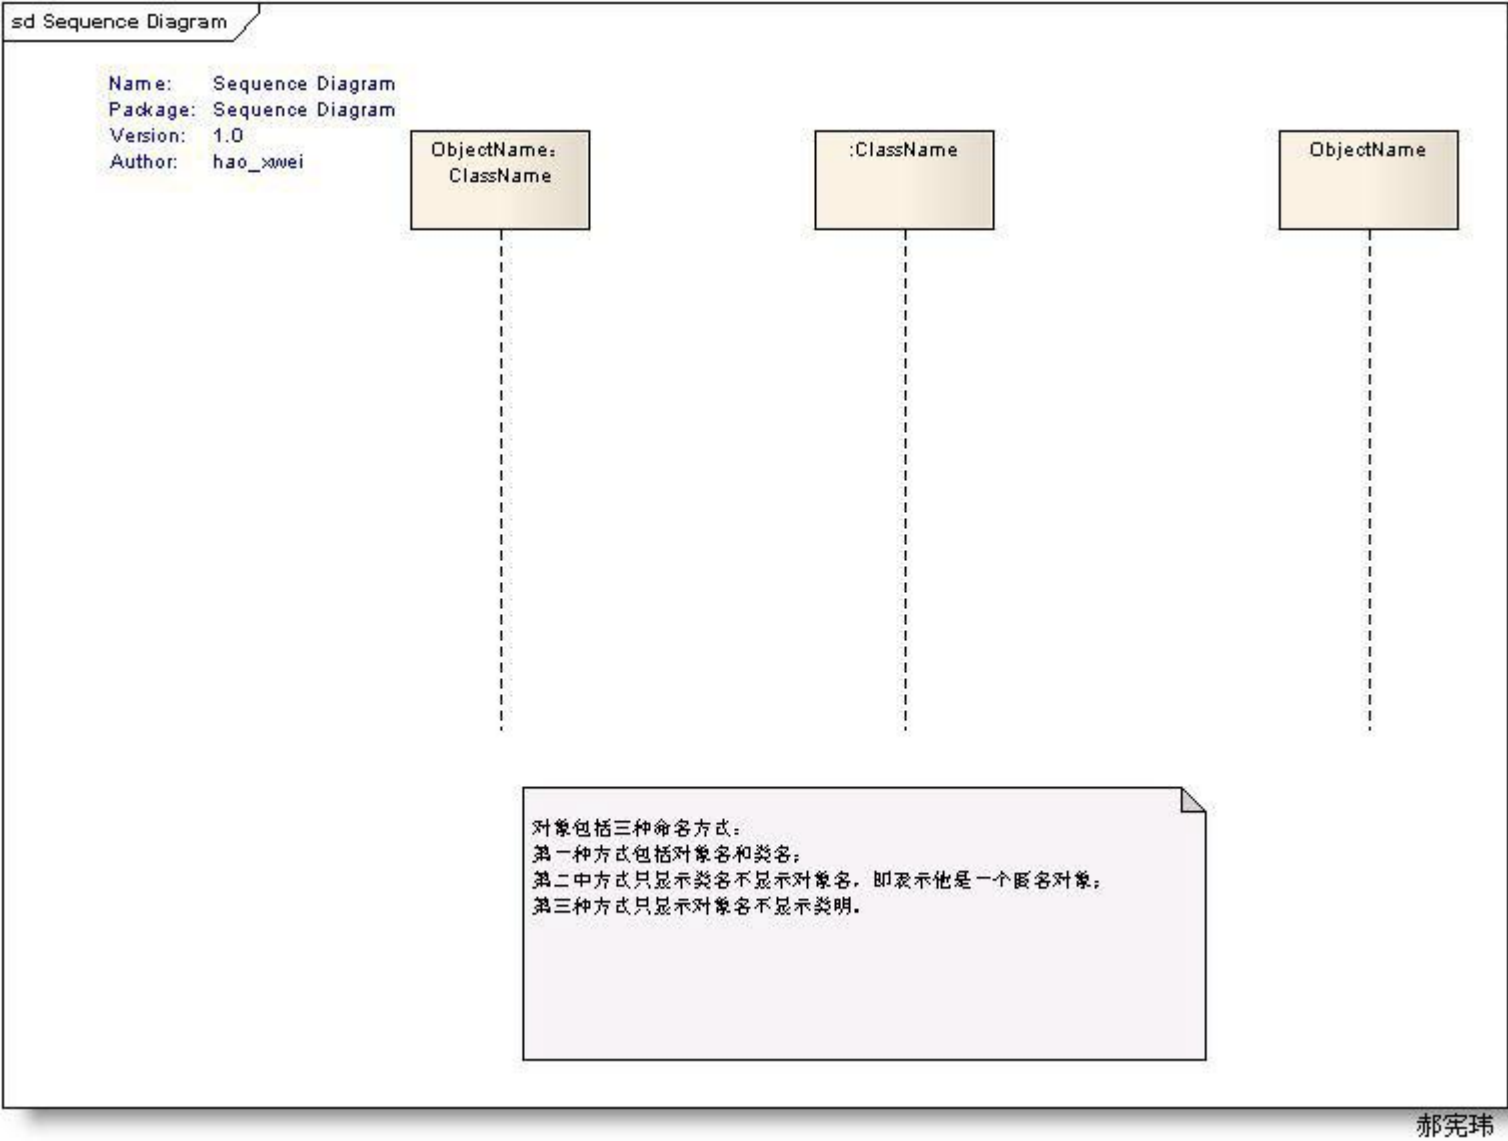 sd Sequence Diagram
Name: Sequence Diagram
Package: Sequence Diagram
Version: 1.0
Author: hao_xwei
ObjectName：
ClassName
:ClassName
ObjectName
对象包括三种命名方式：
第一种方式包括对象名和类名；
第二中方式只显示类名不显示对象名，即表示他是一个匿名对象；
第三种方式只显示对象名不显示类明。
郝宪玮